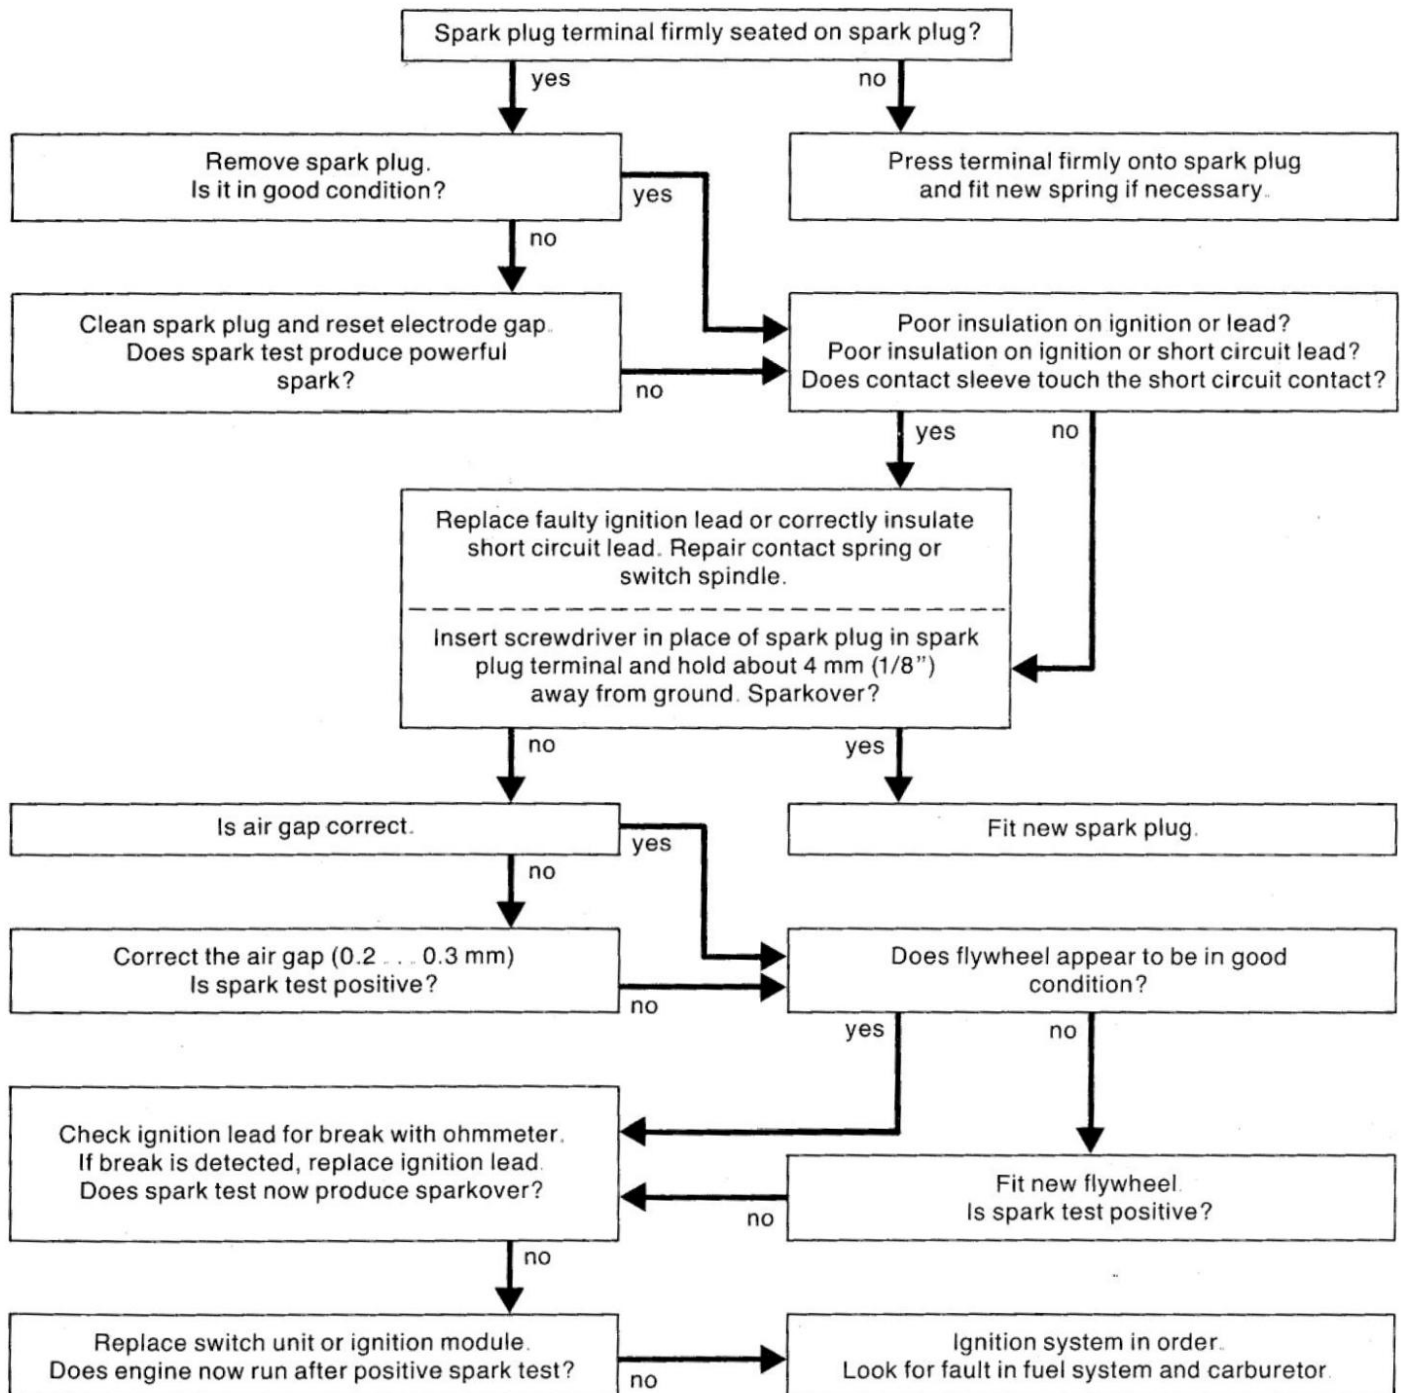 Spark plug terminal firmly seated on spark plug?
yes
no
Remove spark plug.
Is it in good condition?
yes
Press terminal firmly onto spark plug
and fit new spring if necessary.
no
Clean spark plug and reset electrode gap.
Does spark test produce powerful
spark?
no
Poor insulation on ignition or lead?
Poor insulation on ignition or short circuit lead?
Does contact sleeve touch the short circuit contact?
yes
no
Replace faulty ignition lead or correctly insulate
short circuit lead. Repair contact spring or
switch spindle.
Insert screwdriver in place of spark plug in spark
plug terminal and hold about 4 mm (1/8”)
away from ground. Sparkover?
no
yes
Is air gap correct.
yes
Fit new spark plug.
no
Correct the air gap (0.2 . . . 0.3 mm)
Is spark test positive?
no
Does flywheel appear to be in good
condition?
yes
no
Check ignition lead for break with ohmmeter.
If break is detected, replace ignition lead.
Does spark test now produce sparkover?
Fit new flywheel.
Is spark test positive?
no
no
Replace switch unit or ignition module.
Does engine now run after positive spark test?
no
Ignition system in order.
Look for fault in fuel system and carburetor.